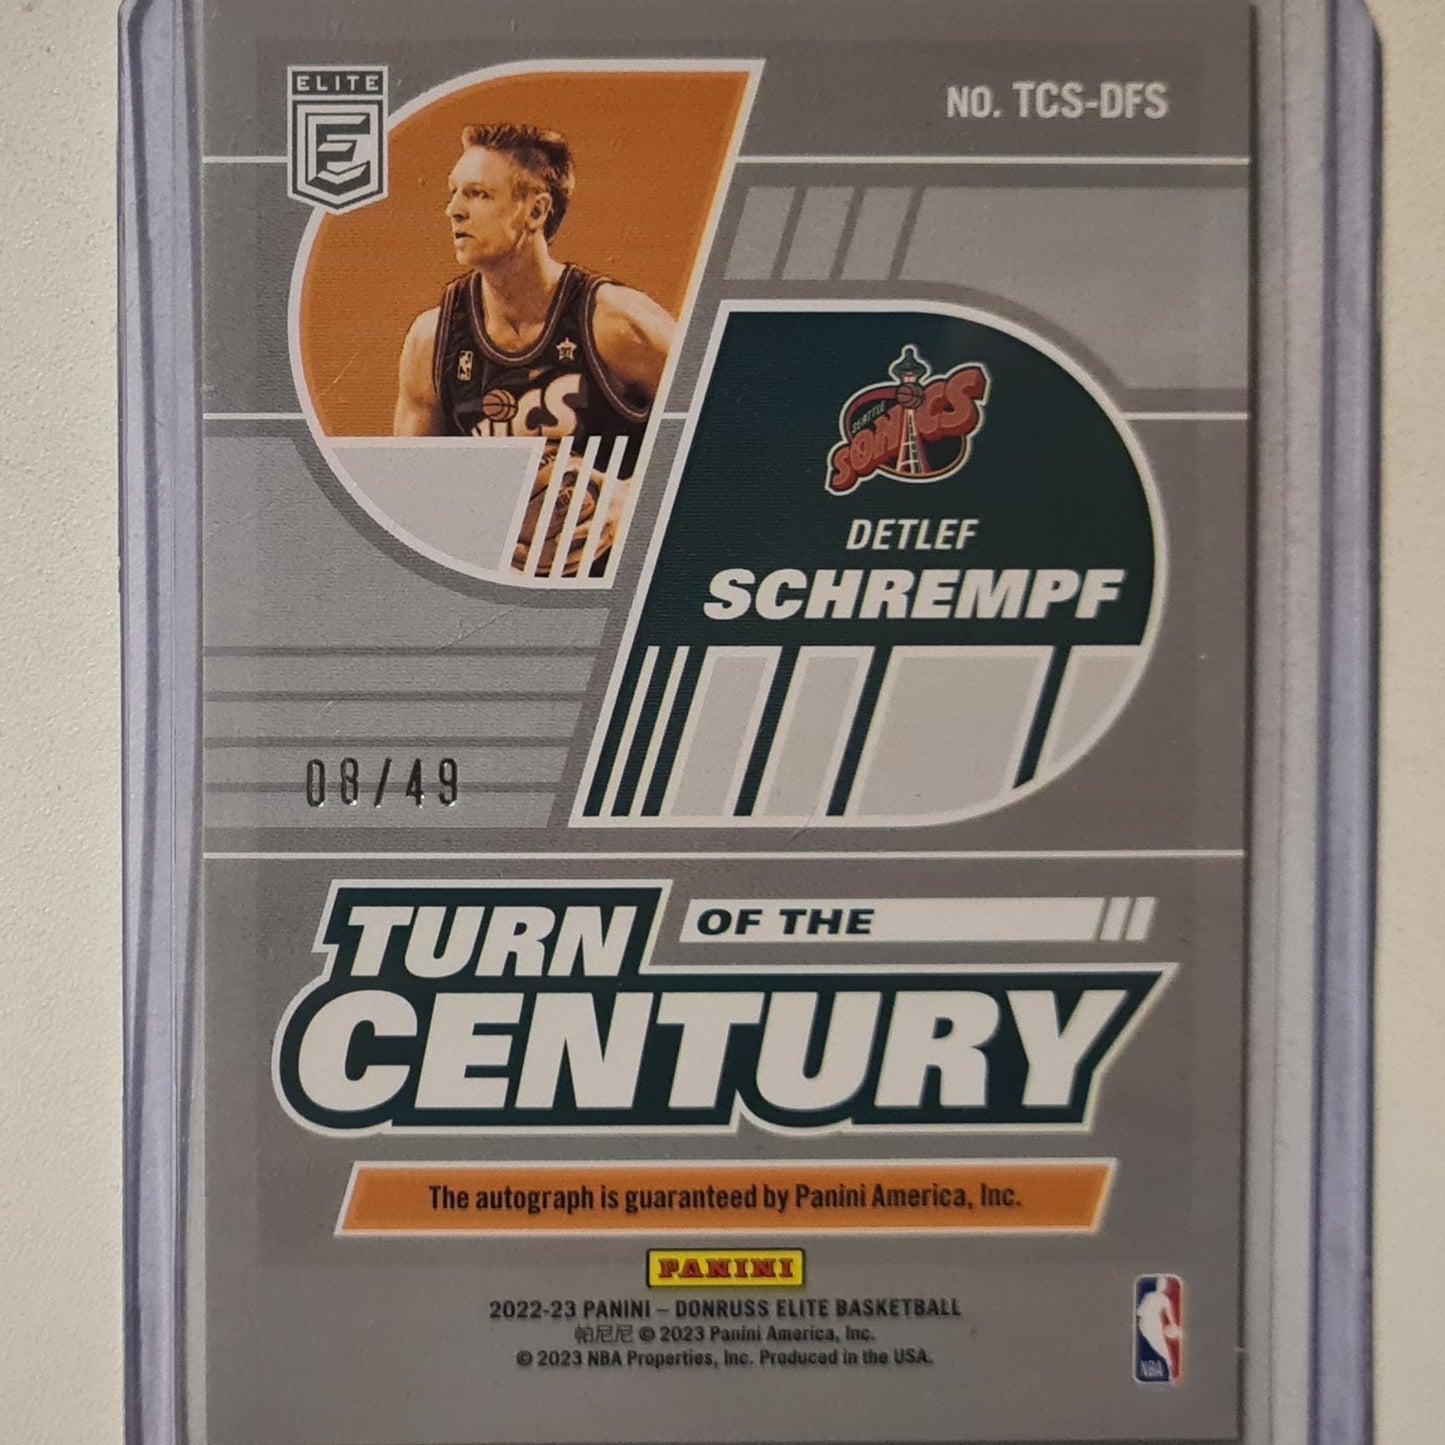 ELITE
E
NO. TCS-DFS
NICS
SEATTLE
SONICS
DETLEF
SCHREMPF
08/49
TURN OF THE
CENTURY
The autograph is guaranteed by Panini America, Inc.
PANINI
2022-23 PANINI – DONRUSS ELITE BASKETBALL
帕尼尼 © 2023 Panini America, Inc.
© 2023 NBA Properties, Inc. Produced in the USA.
NBA